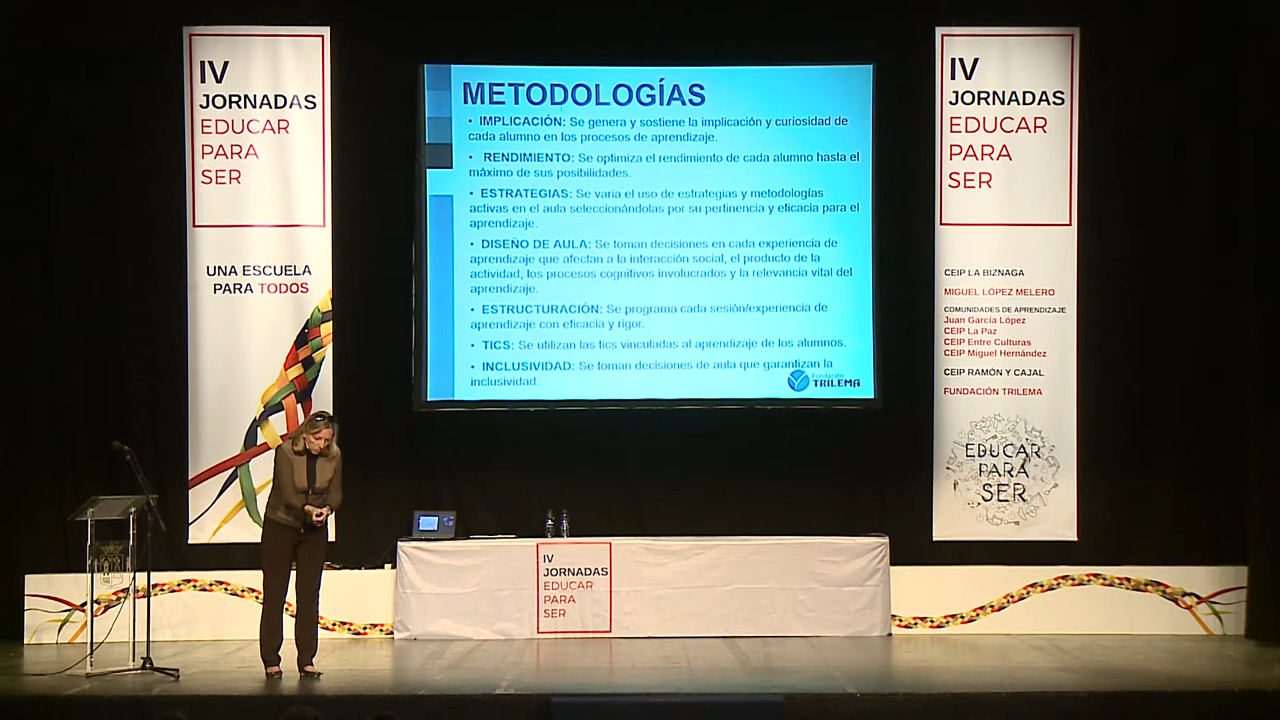 IV
JORNADAS
EDUCAR
PARA
SER
UNA ESCUELA
PARA TODOS
METODOLOGÍAS
• IMPLICACIÓN: Se genera y sostiene la implicación y curiosidad de
cada alumno en los procesos de aprendizaje.
• RENDIMIENTO: Se optimiza el rendimiento de cada alumno hasta el
máximo de sus posibilidades.
• ESTRATEGIAS: Se varia el uso de estrategias y metodologías
activas en el aula seleccionándolas por su pertinencia y eficacia para el
aprendizaje.
• DISEÑO DE AULA: Se toman decisiones en cada experiencia de
aprendizaje que afectan a la interacción social, el producto de la
actividad, los procesos cognitivos involucrados y la relevancia vital del
aprendizaje.
• ESTRUCTURACIÓN: Se programa cada sesión/experiencia de
aprendizaje con eficacia y rigor.
• TICS: Se utilizan las tics vinculadas al aprendizaje de los alumnos.
• INCLUSIVIDAD: Se toman decisiones de aula que garantizan la
inclusividad.
Fundación
TRILEMA
IV
JORNADAS
EDUCAR
PARA
SER
CEIP LA BIZNAGA
MIGUEL LÓPEZ MELERO
COMUNIDADES DE APRENDIZAJE
Juan García López
CEIP La Paz
CEIP Entre Culturas
CEIP Miguel Hernández
CEIP RAMÓN Y CAJAL
FUNDACIÓN TRILEMA
EDUCAR
PARA
SER
IV
JORNADAS
EDUCAR
PARA
SER